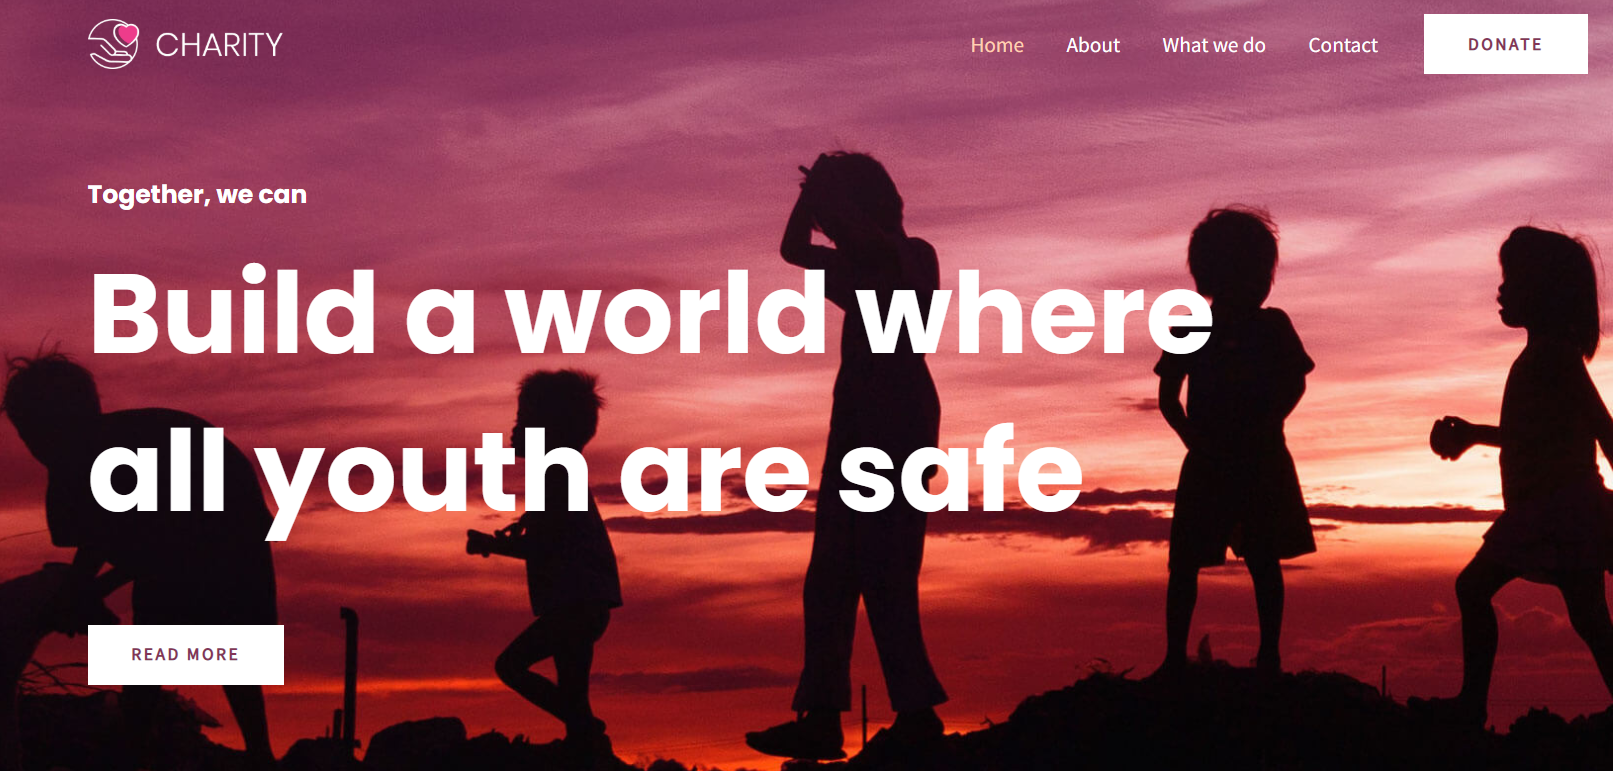 CHARITY
Home About What we do Contact DONATE
Together, we can
Build a world where
all youth are safe
READ MORE